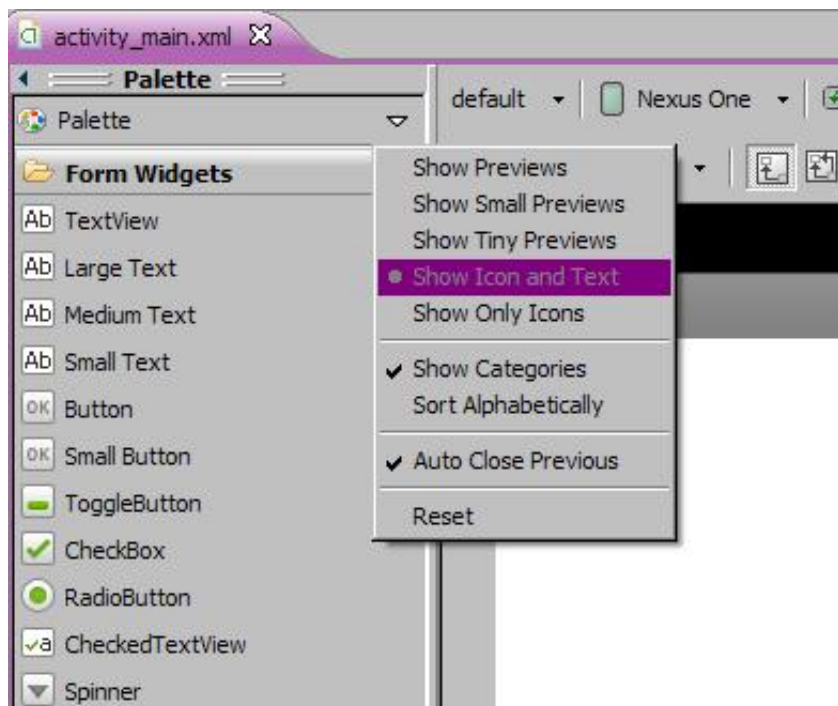 activity_main.xml
Palette
default
Nexus One
Palette
Form Widgets
Ab TextView
Ab Large Text
Ab Medium Text
Ab Small Text
OK Button
OK Small Button
ToggleButton
CheckBox
RadioButton
a CheckedTextView
Spinner
Show Previews
Show Small Previews
Show Tiny Previews
Show Icon and Text
Show Only Icons
Show Categories
Sort Alphabetically
Auto Close Previous
Reset